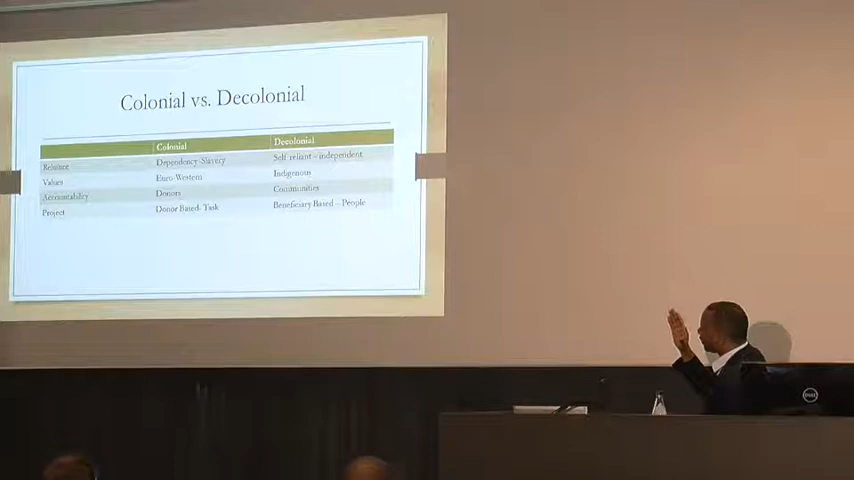 Colonial vs. Decolonial
Colonial Decolonial
Reliance Dependency-Slavery Self-reliant – independent
Values Euro-Western Indigenous
Accountability Donors Communities
Project Donor Based- Task Beneficiary Based – People
DELL